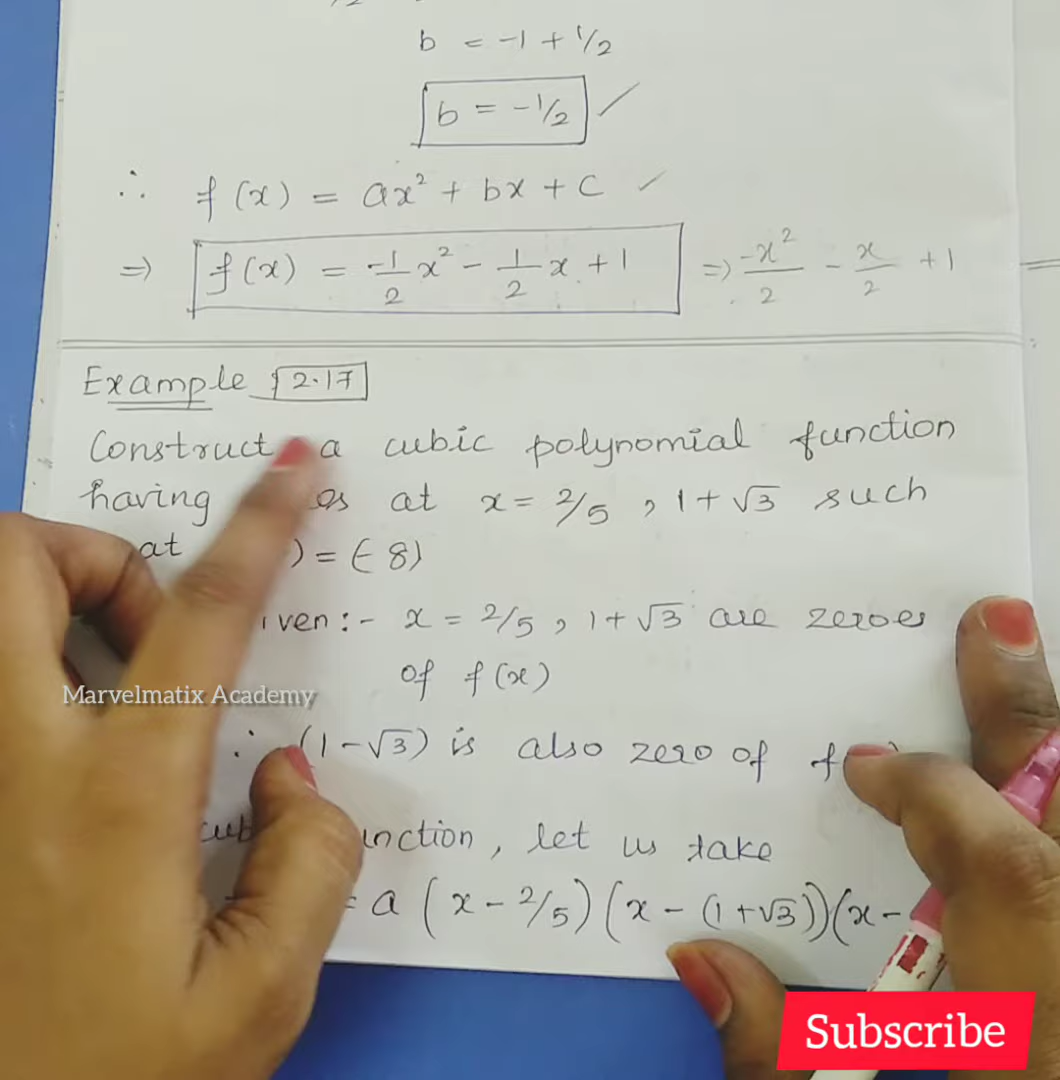 b = -1 + 1/2
b = -1/2 ✓
∴ f(x) = ax² + bx + c ✓
⇒ f(x) = -1/2 x² - 1/2 x + 1 ⇒ -x²/2 - x/2 + 1
Example 2.17
Construct a cubic polynomial function
having es at x = 2/5 , 1+√3 such
at ) = (-8)
iven :- x = 2/5 , 1+√3 are zeroes
of f(x)
Marvelmatix Academy
∴ (1-√3) is also zero of f
cub nction, let us take
= a (x - 2/5) (x - (1+√3)) (x -
Subscribe